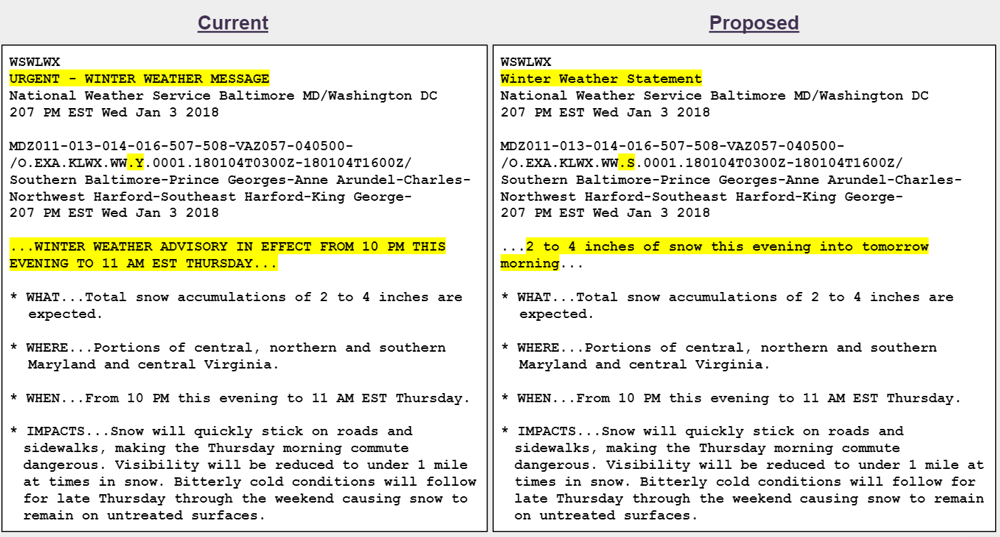 Current
WSWLWX
URGENT - WINTER WEATHER MESSAGE
National Weather Service Baltimore MD/Washington DC
207 PM EST Wed Jan 3 2018
MDZ011-013-014-016-507-508-VAZ057-040500-
/O.EXA.KLWX.WW.Y.0001.180104T0300Z-180104T1600Z/
Southern Baltimore-Prince Georges-Anne Arundel-Charles-
Northwest Harford-Southeast Harford-King George-
207 PM EST Wed Jan 3 2018
...WINTER WEATHER ADVISORY IN EFFECT FROM 10 PM THIS
EVENING TO 11 AM EST THURSDAY...
* WHAT...Total snow accumulations of 2 to 4 inches are
expected.
* WHERE...Portions of central, northern and southern
Maryland and central Virginia.
* WHEN...From 10 PM this evening to 11 AM EST Thursday.
* IMPACTS...Snow will quickly stick on roads and
sidewalks, making the Thursday morning commute
dangerous. Visibility will be reduced to under 1 mile
at times in snow. Bitterly cold conditions will follow
for late Thursday through the weekend causing snow to
remain on untreated surfaces.
Proposed
WSWLWX
Winter Weather Statement
National Weather Service Baltimore MD/Washington DC
207 PM EST Wed Jan 3 2018
MDZ011-013-014-016-507-508-VAZ057-040500-
/O.EXA.KLWX.WW.S.0001.180104T0300Z-180104T1600Z/
Southern Baltimore-Prince Georges-Anne Arundel-Charles-
Northwest Harford-Southeast Harford-King George-
207 PM EST Wed Jan 3 2018
...2 to 4 inches of snow this evening into tomorrow
morning...
* WHAT...Total snow accumulations of 2 to 4 inches are
expected.
* WHERE...Portions of central, northern and southern
Maryland and central Virginia.
* WHEN...From 10 PM this evening to 11 AM EST Thursday.
* IMPACTS...Snow will quickly stick on roads and
sidewalks, making the Thursday morning commute
dangerous. Visibility will be reduced to under 1 mile at
times in snow. Bitterly cold conditions will follow for
late Thursday through the weekend causing snow to remain
on untreated surfaces.